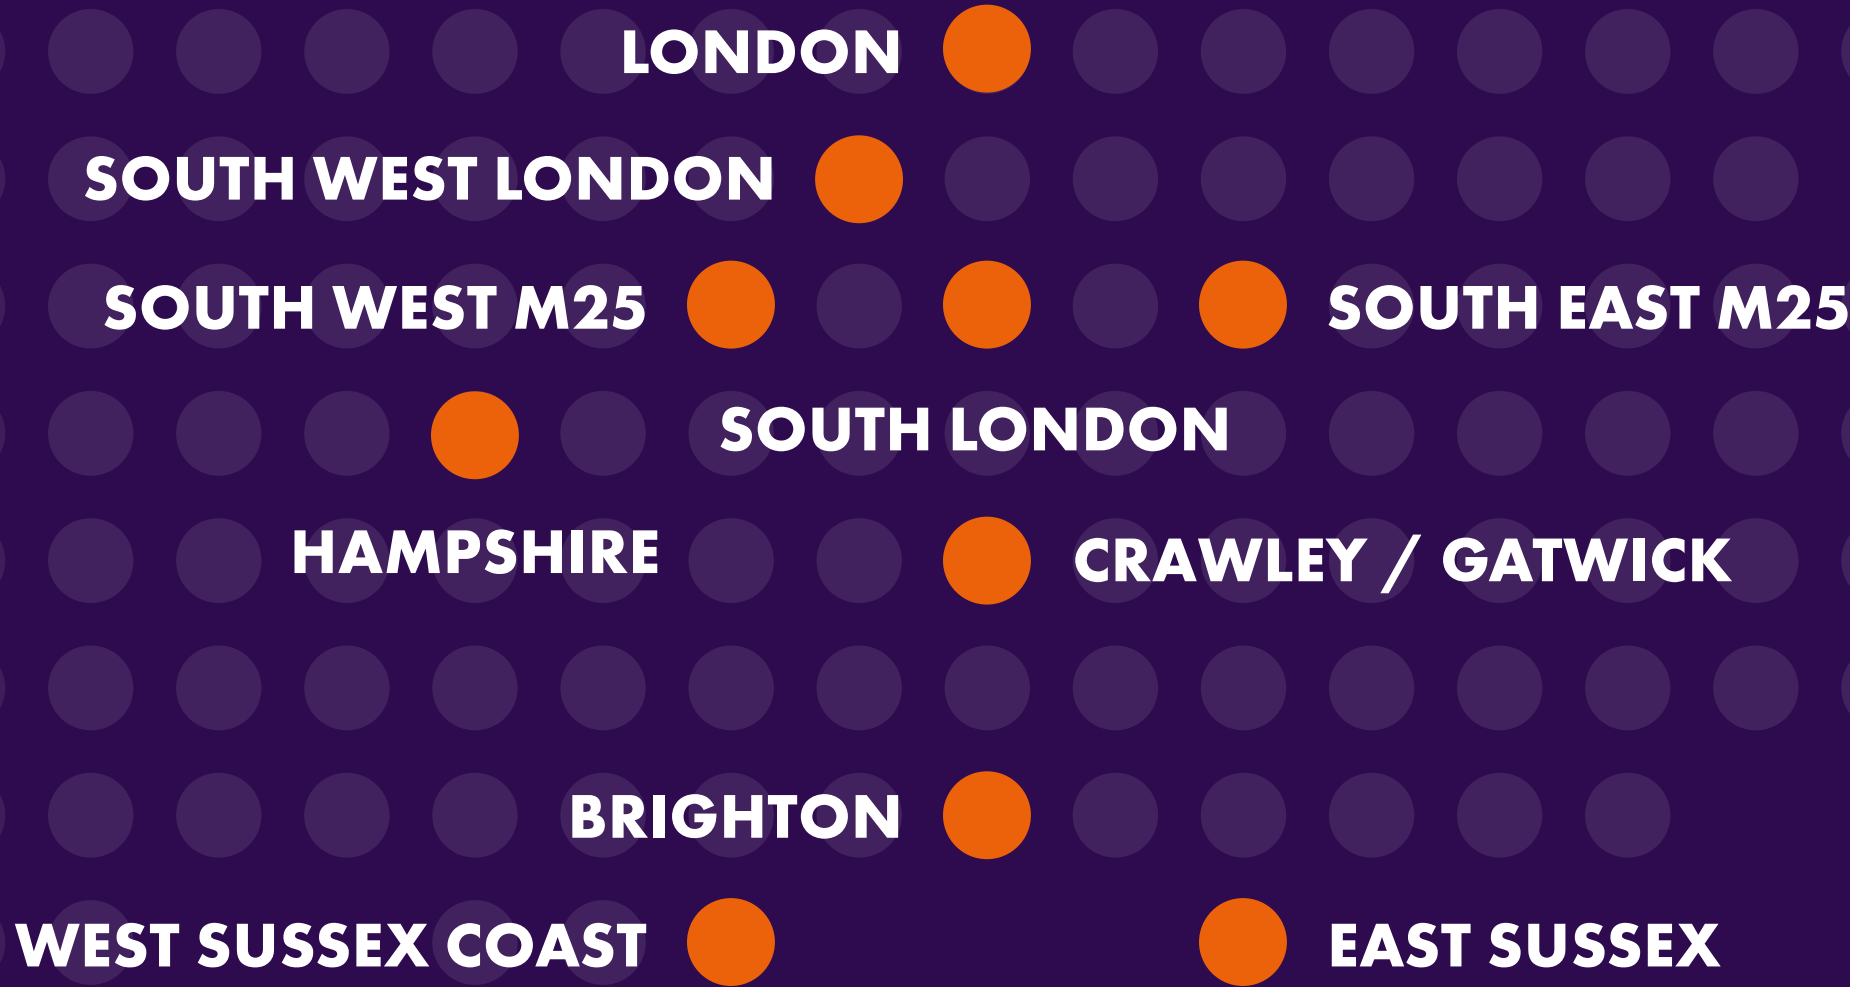 LONDON
SOUTH WEST LONDON
SOUTH WEST M25
SOUTH EAST M25
SOUTH LONDON
HAMPSHIRE
CRAWLEY / GATWICK
BRIGHTON
WEST SUSSEX COAST
EAST SUSSEX